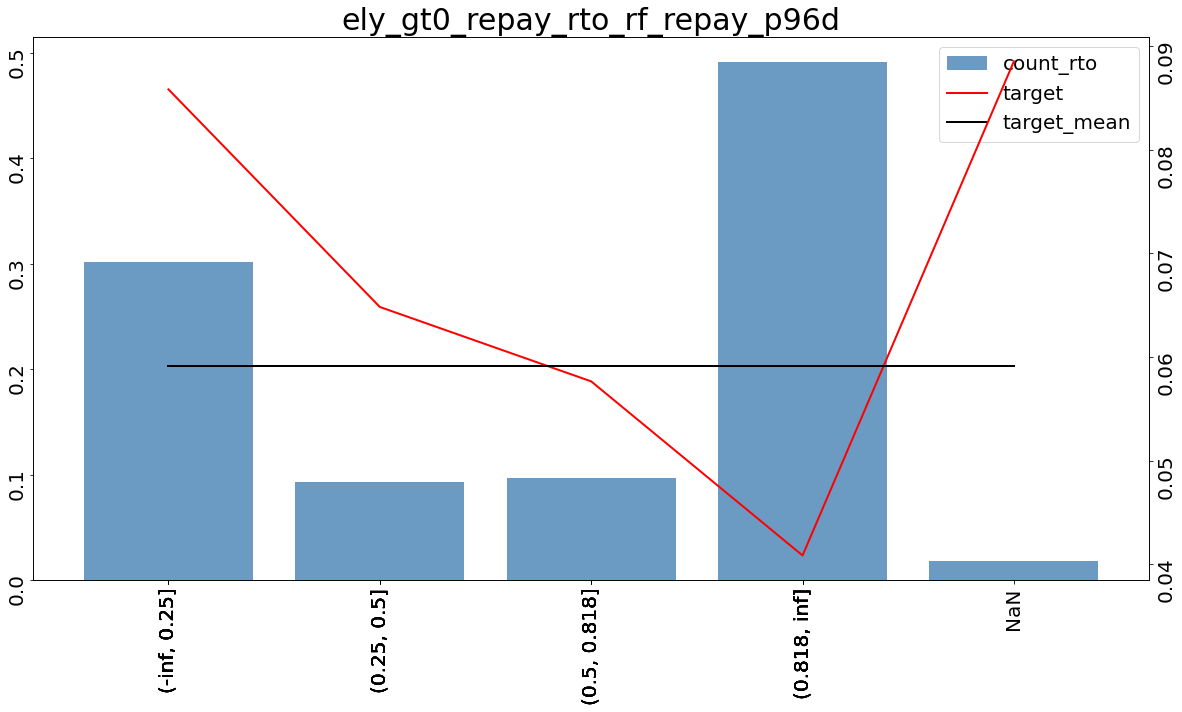 ely_gt0_repay_rto_rf_repay_p96d
count_rto
target
target_mean
0.5
0.4
0.3
0.2
0.1
0.0
0.09
0.08
0.07
0.06
0.05
0.04
(-inf, 0.25]
(0.25, 0.5]
(0.5, 0.818]
(0.818, inf]
NaN